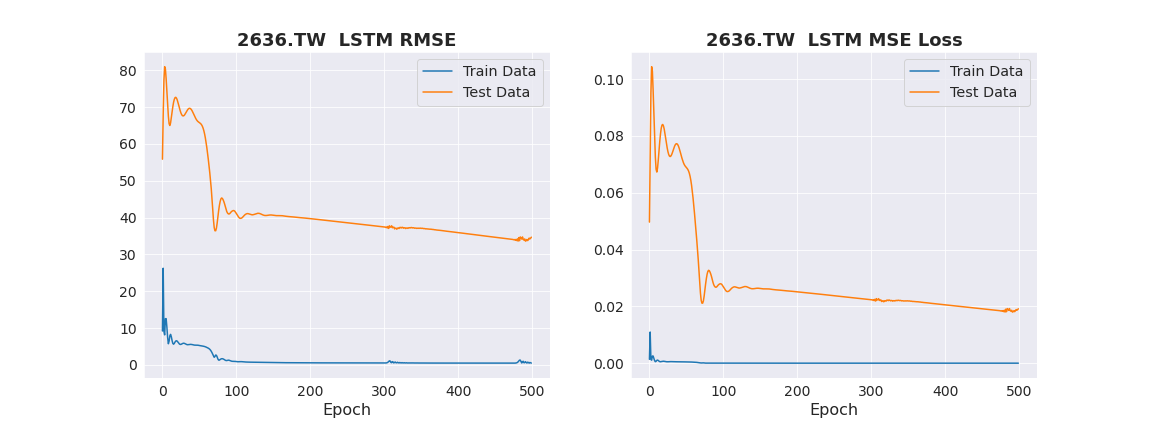 2636.TW  LSTM RMSE
80
70
60
50
40
30
20
10
0
0 100 200 300 400 500
Epoch
Train Data
Test Data
2636.TW  LSTM MSE Loss
0.10
0.08
0.06
0.04
0.02
0.00
0 100 200 300 400 500
Epoch
Train Data
Test Data